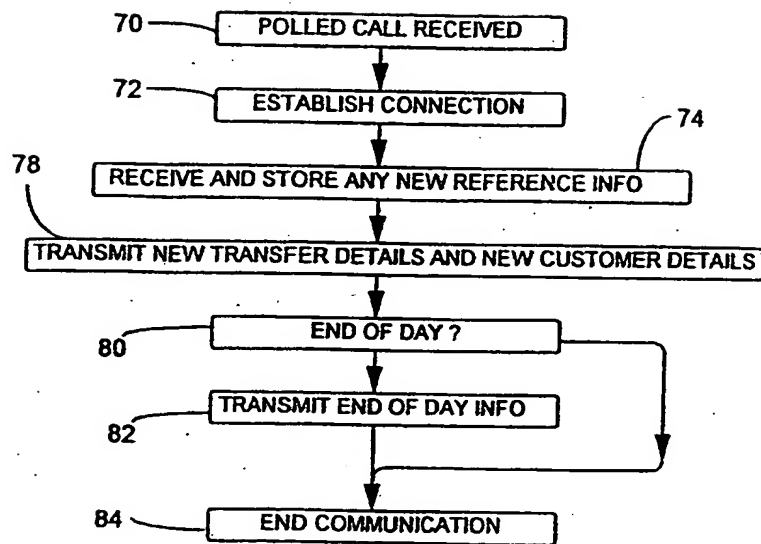 70
POLLED CALL RECEIVED
72
ESTABLISH CONNECTION
74
78
RECEIVE AND STORE ANY NEW REFERENCE INFO
TRANSMIT NEW TRANSFER DETAILS AND NEW CUSTOMER DETAILS
80
END OF DAY ?
82
TRANSMIT END OF DAY INFO
84
END COMMUNICATION